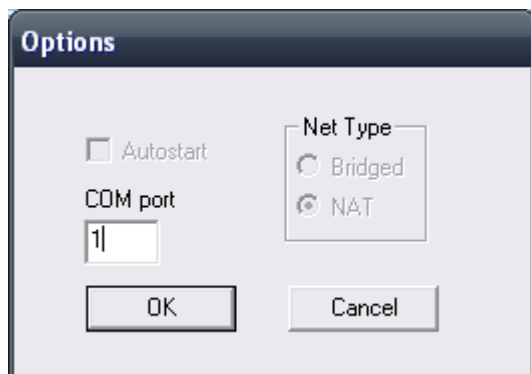 Options
Autostart
COM port
1
Net Type
Bridged
NAT
OK
Cancel